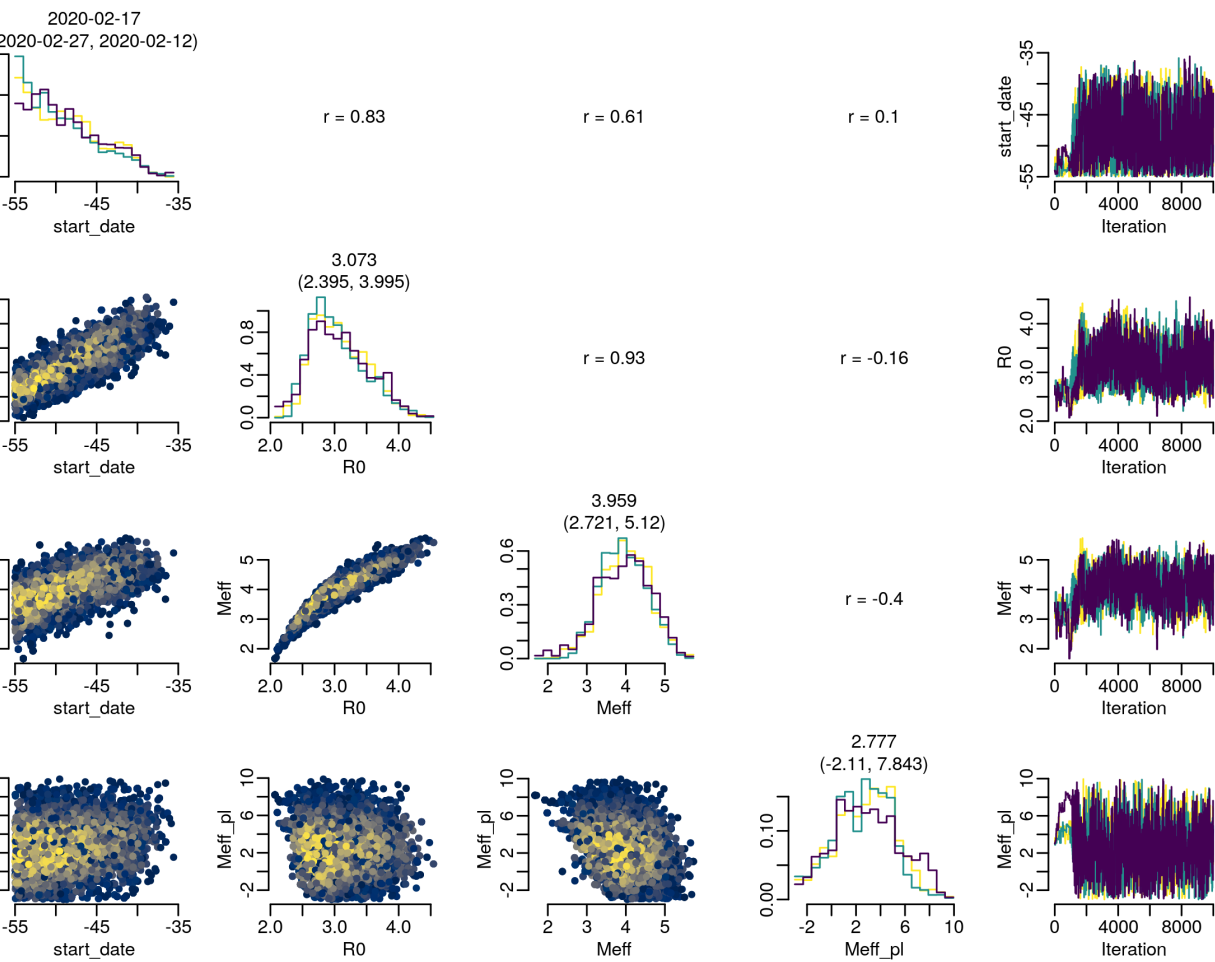 2020-02-17
2020-02-27, 2020-02-12)
r = 0.83
r = 0.61
r = 0.1
start_date
-35
-45
-55
-55 -45 -35
start_date
0 4000 8000
Iteration
3.073
(2.395, 3.995)
r = 0.93
r = -0.16
0.8
0.4
0.0
R0
4.0
3.0
2.0
-55 -45 -35
start_date
2.0 3.0 4.0
R0
0 4000 8000
Iteration
3.959
(2.721, 5.12)
r = -0.4
Meff
5
4
3
2
0.6
0.3
0.0
Meff
5
4
3
2
-55 -45 -35
start_date
2.0 3.0 4.0
R0
2 3 4 5
Meff
0 4000 8000
Iteration
2.777
(-2.11, 7.843)
Meff_pl
10
6
2
-2
Meff_pl
10
6
2
-2
0.10
0.00
Meff_pl
10
6
2
-2
-55 -45 -35
start_date
2.0 3.0 4.0
R0
2 3 4 5
Meff
-2 2 6 10
Meff_pl
0 4000 8000
Iteration